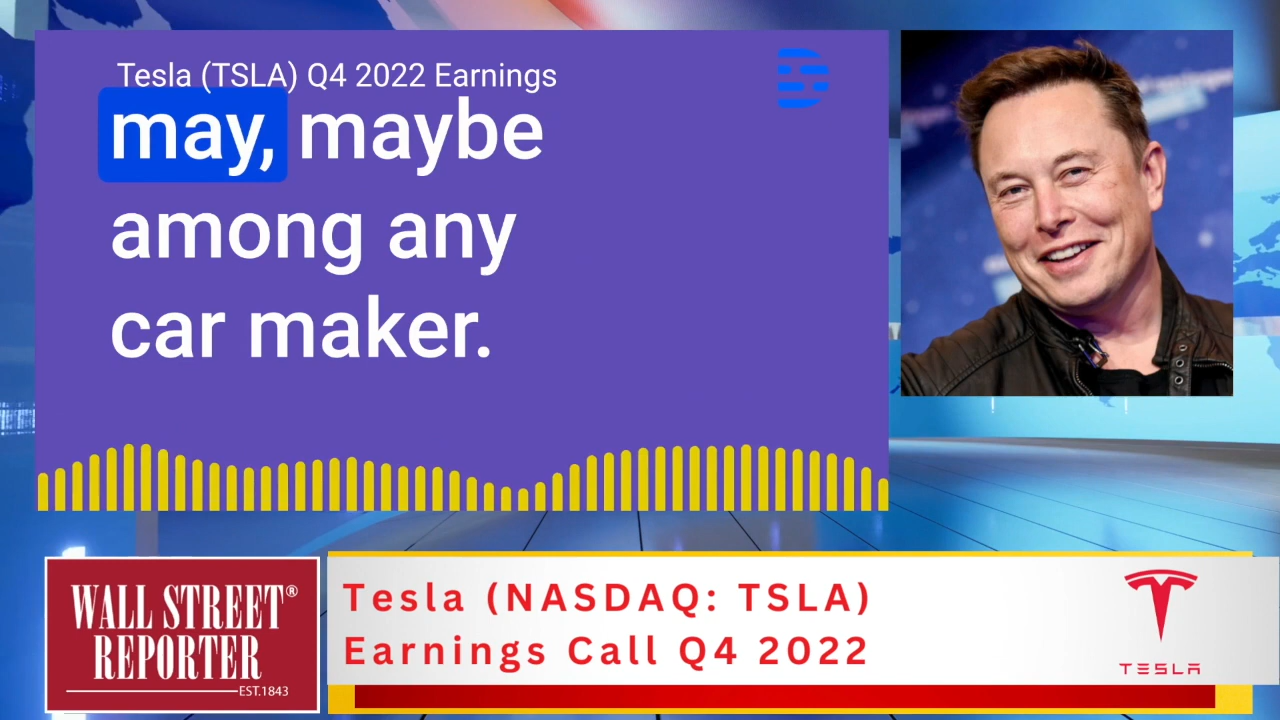 Tesla (TSLA) Q4 2022 Earnings
may, maybe
among any
car maker.
WALL STREET®
REPORTER
EST.1843
Tesla (NASDAQ: TSLA)
Earnings Call Q4 2022
TESLA